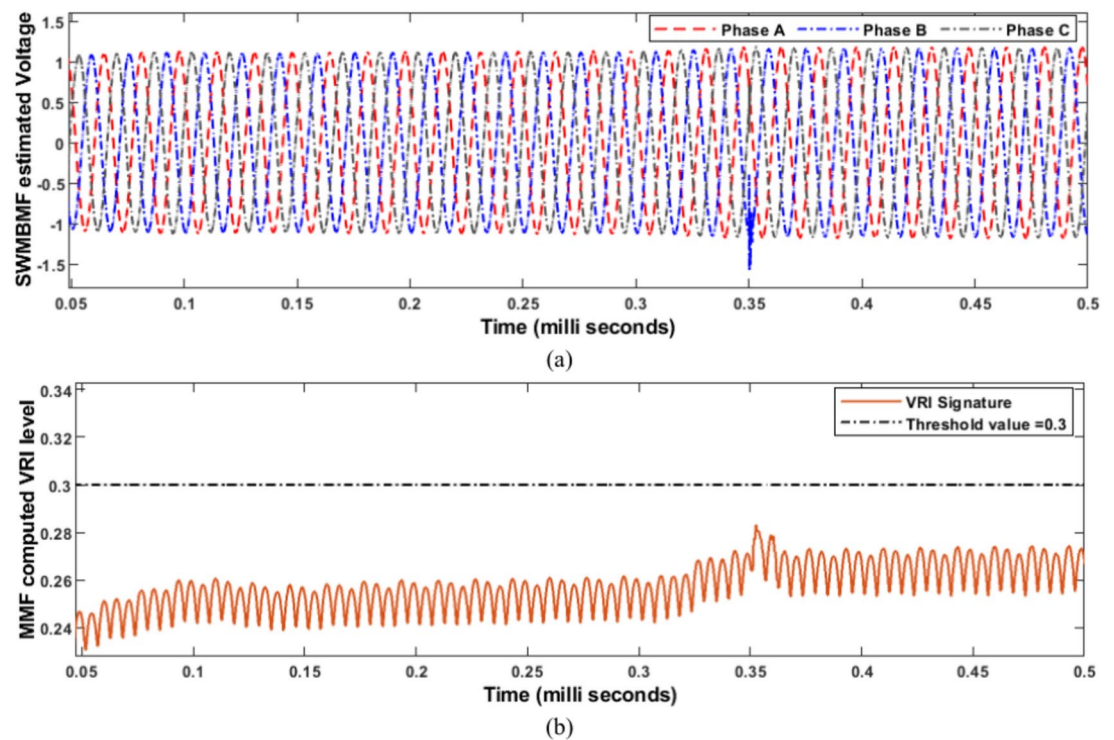 1.5
1
0.5
0
-0.5
-1
-1.5
SWMBMF estimated Voltage
Phase A Phase B Phase C
0.05 0.1 0.15 0.2 0.25 0.3 0.35 0.4 0.45 0.5
Time (milli seconds)
(a)
0.34
0.32
0.3
0.28
0.26
0.24
MMF computed VRI level
VRI Signature
Threshold value =0.3
0.05 0.1 0.15 0.2 0.25 0.3 0.35 0.4 0.45 0.5
Time (milli seconds)
(b)